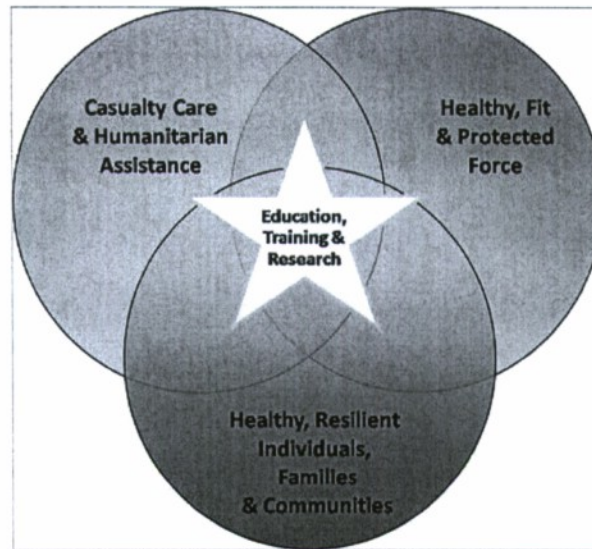 Casualty Care
& Humanitarian
Assistance
Healthy, Fit
& Protected
Force
Education,
Training &
Research
Healthy, Resilient
Individuals,
Families
& Communities